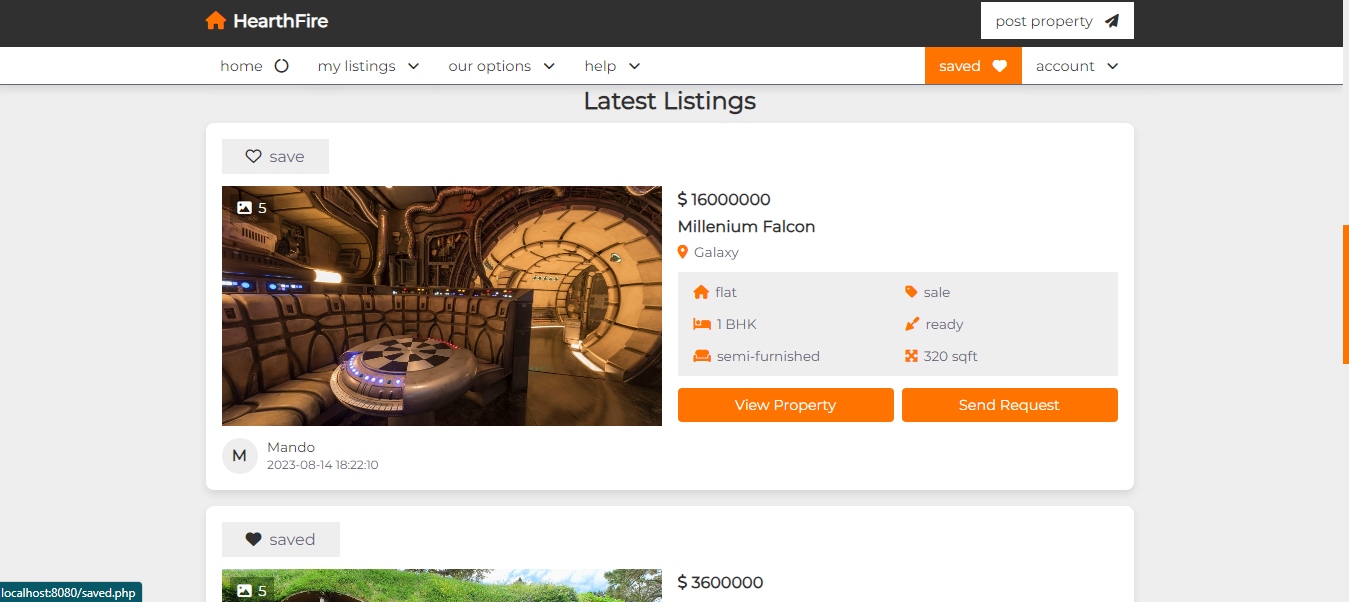 HearthFire
post property
home my listings our options help saved account
Latest Listings
save
5
$ 16000000
Millenium Falcon
Galaxy
flat sale
1 BHK ready
semi-furnished 320 sqft
View Property Send Request
M
Mando
2023-08-14 18:22:10
saved
5
$ 3600000
localhost:8080/saved.php